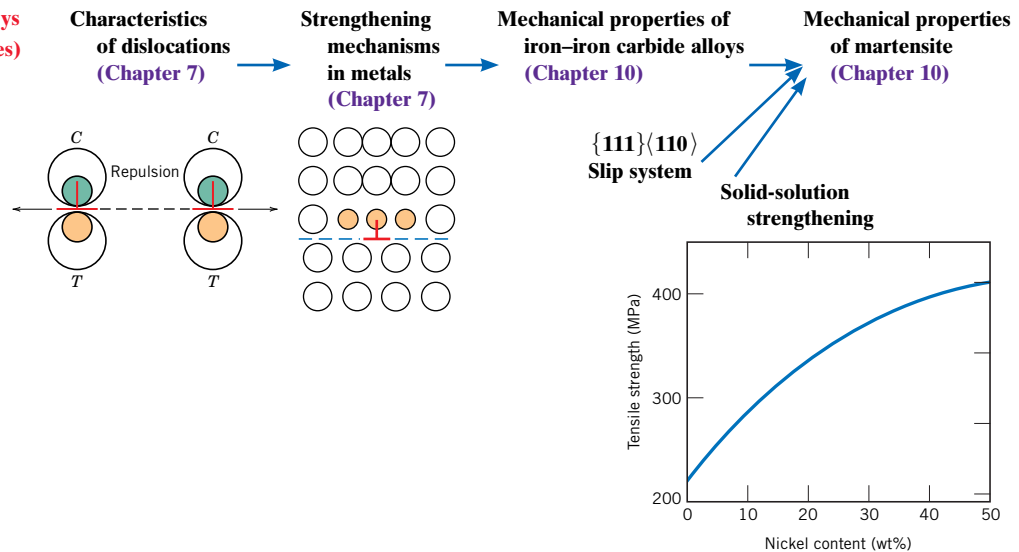 ys
es)
Characteristics
of dislocations
(Chapter 7)
Strengthening
mechanisms
in metals
(Chapter 7)
Mechanical properties of
iron–iron carbide alloys
(Chapter 10)
Mechanical properties
of martensite
(Chapter 10)
{111}⟨110⟩
Slip system
Solid-solution
strengthening
C
C
Repulsion
T
T
Tensile strength (MPa)
400
300
200
0 10 20 30 40 50
Nickel content (wt%)